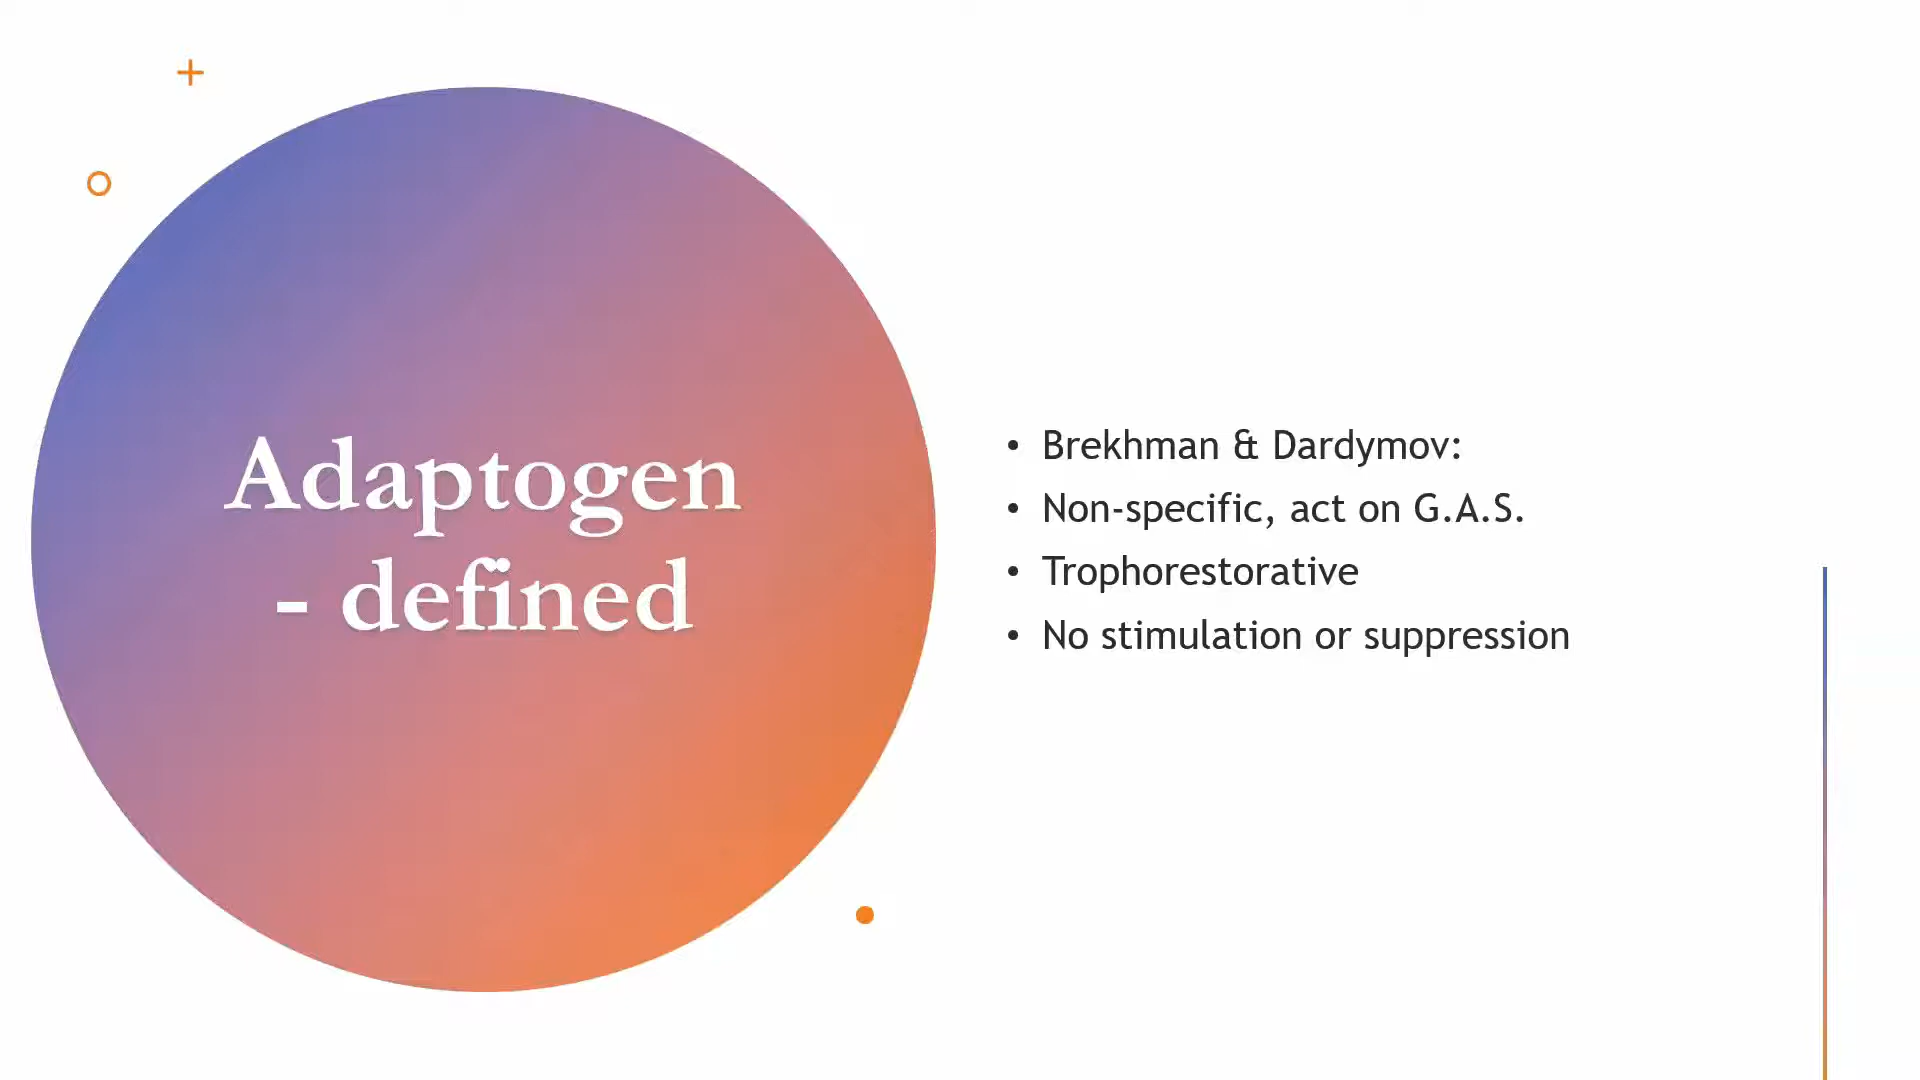 Adaptogen
- defined
• Brekhman & Dardymov:
• Non-specific, act on G.A.S.
• Trophorestorative
• No stimulation or suppression